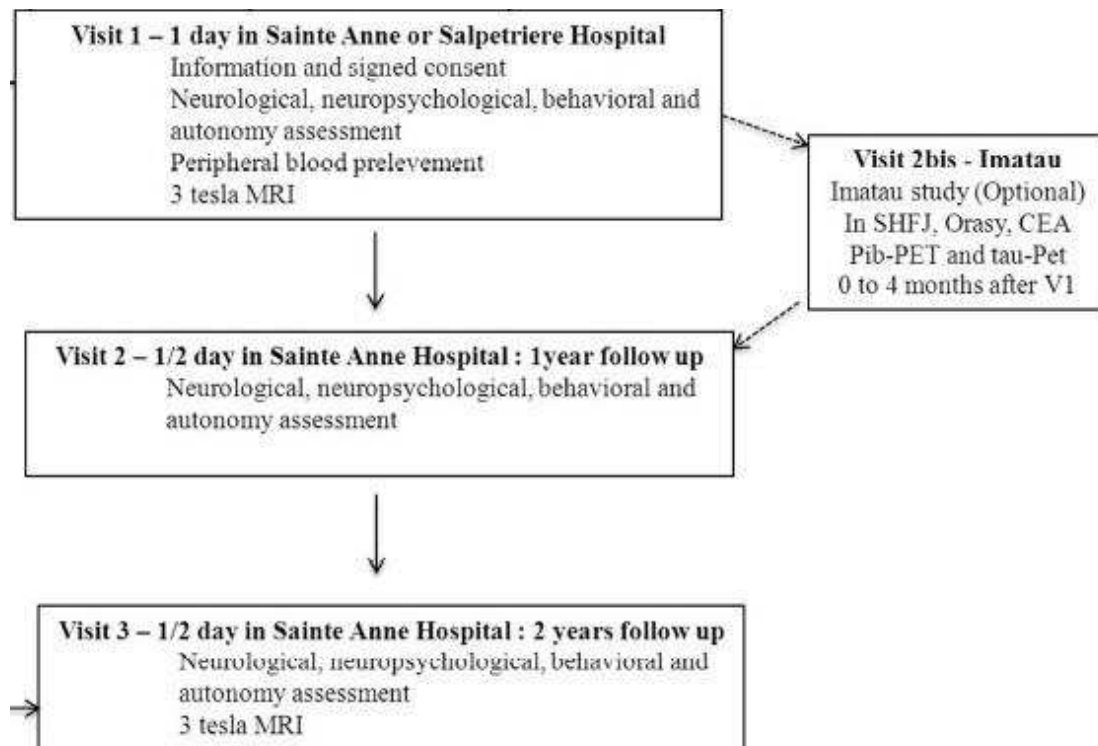 Visit 1 – 1 day in Sainte Anne or Salpetriere Hospital
Information and signed consent
Neurological, neuropsychological, behavioral and
autonomy assessment
Peripheral blood prelevement
3 tesla MRI
Visit 2bis - Imatau
Imatau study (Optional)
In SHFJ, Orasy, CEA
Pib-PET and tau-Pet
0 to 4 months after V1
Visit 2 – 1/2 day in Sainte Anne Hospital : 1year follow up
Neurological, neuropsychological, behavioral and
autonomy assessment
Visit 3 – 1/2 day in Sainte Anne Hospital : 2 years follow up
Neurological, neuropsychological, behavioral and
autonomy assessment
3 tesla MRI